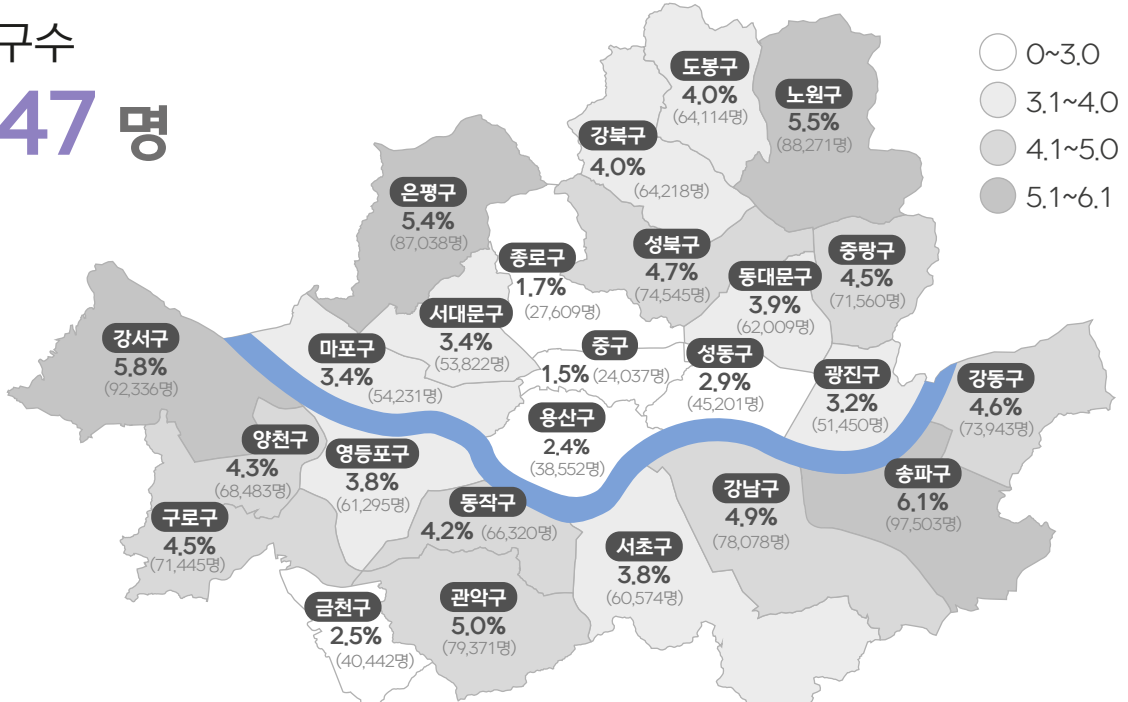 구수
47 명
0~3.0
3.1~4.0
4.1~5.0
5.1~6.1
도봉구
4.0%
(64,114명)
노원구
5.5%
(88,271명)
강북구
4.0%
(64,218명)
은평구
5.4%
(87,038명)
종로구
1.7%
(27,609명)
성북구
4.7%
(74,545명)
중랑구
4.5%
(71,560명)
동대문구
3.9%
(62,009명)
서대문구
3.4%
(53,822명)
강서구
5.8%
(92,336명)
마포구
3.4%
(54,231명)
중구
1.5% (24,037명)
성동구
2.9%
(45,201명)
광진구
3.2%
(51,450명)
강동구
4.6%
(73,943명)
용산구
2.4%
(38,552명)
양천구
4.3%
(68,483명)
영등포구
3.8%
(61,295명)
동작구
4.2% (66,320명)
강남구
4.9%
(78,078명)
송파구
6.1%
(97,503명)
구로구
4.5%
(71,445명)
서초구
3.8%
(60,574명)
금천구
2.5%
(40,442명)
관악구
5.0%
(79,371명)